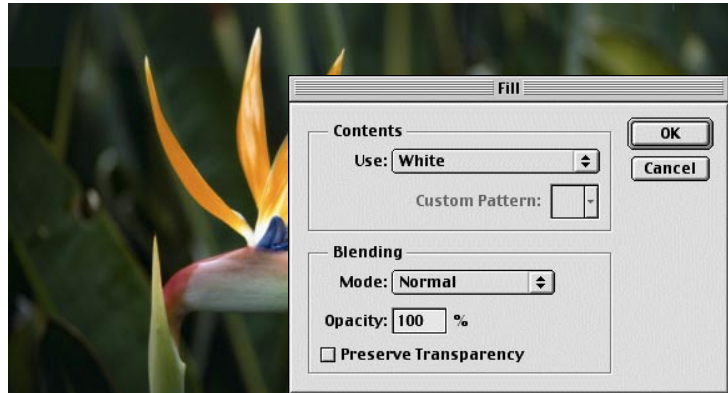 Fill
Contents
Use: White
Custom Pattern:
Blending
Mode: Normal
Opacity: 100 %
Preserve Transparency
OK
Cancel